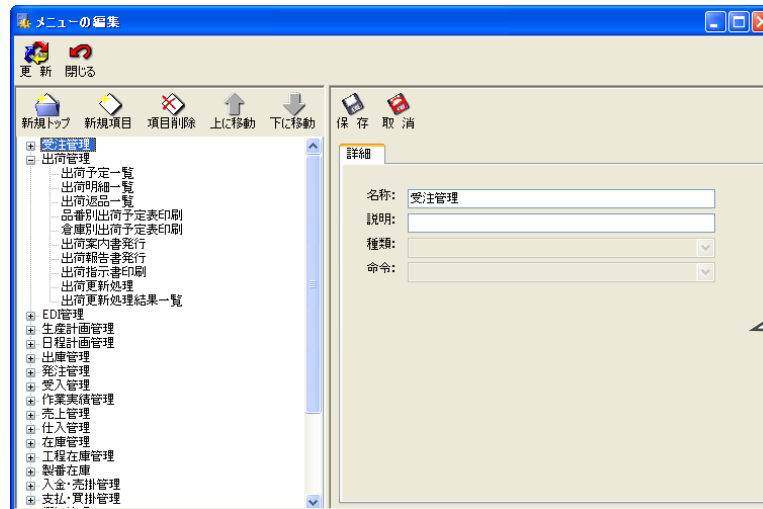 メニューの編集
更 新 閉じる
新規トップ 新規項目 項目削除 上に移動 下に移動
受注管理
出荷管理
出荷予定一覧
出荷明細一覧
出荷返品一覧
品番別出荷予定表印刷
倉庫別出荷予定表印刷
出荷案内書発行
出荷報告書発行
出荷指示書印刷
出荷更新処理
出荷更新処理結果一覧
EDI管理
生産計画管理
日程計画管理
出庫管理
発注管理
受入管理
作業実績管理
売上管理
仕入管理
在庫管理
工程在庫管理
製番在庫
入金・売掛管理
支払・買掛管理
保 存 取 消
詳細
名称: 受注管理
説明:
種類:
命令: